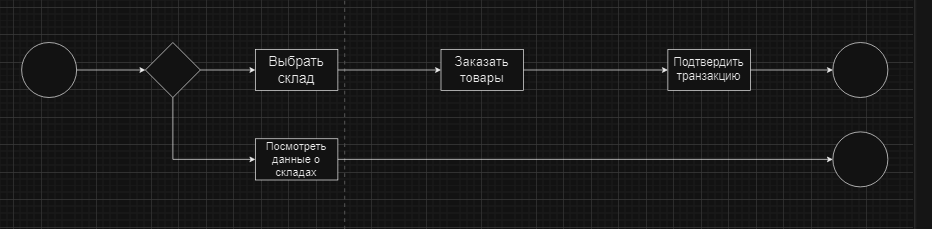 Выбрать
склад
Заказать
товары
Подтвердить
транзакцию
Посмотреть
данные о
складах